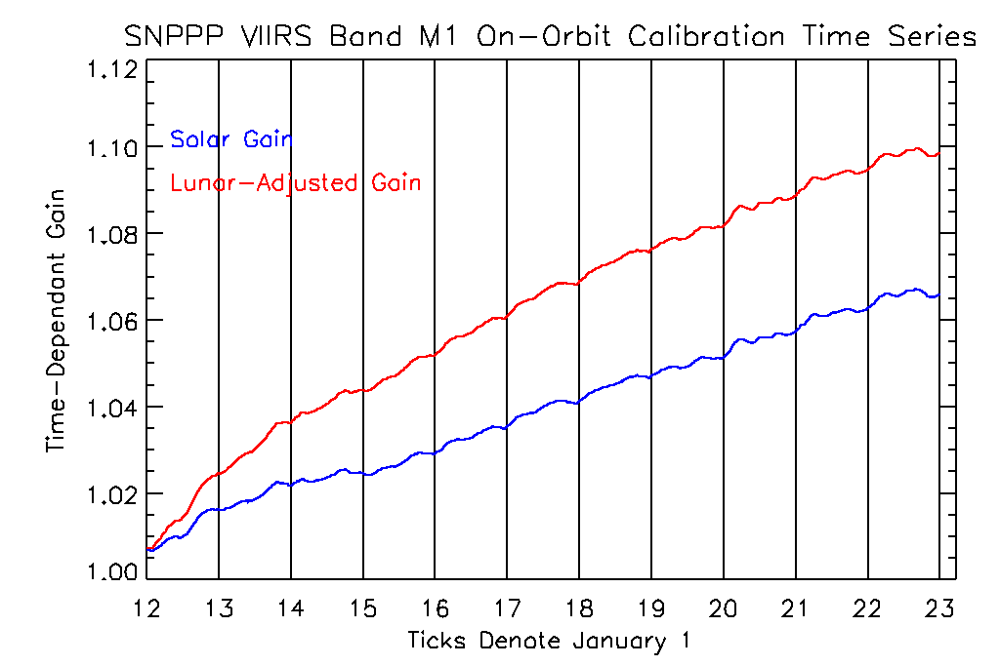 SNPPP VIIRS Band M1 On-Orbit Calibration Time Series
1.12
Solar Gain
1.10
Lunar-Adjusted Gain
1.08
Time-Dependant Gain
1.06
1.04
1.02
1.00
12 13 14 15 16 17 18 19 20 21 22 23
Ticks Denote January 1